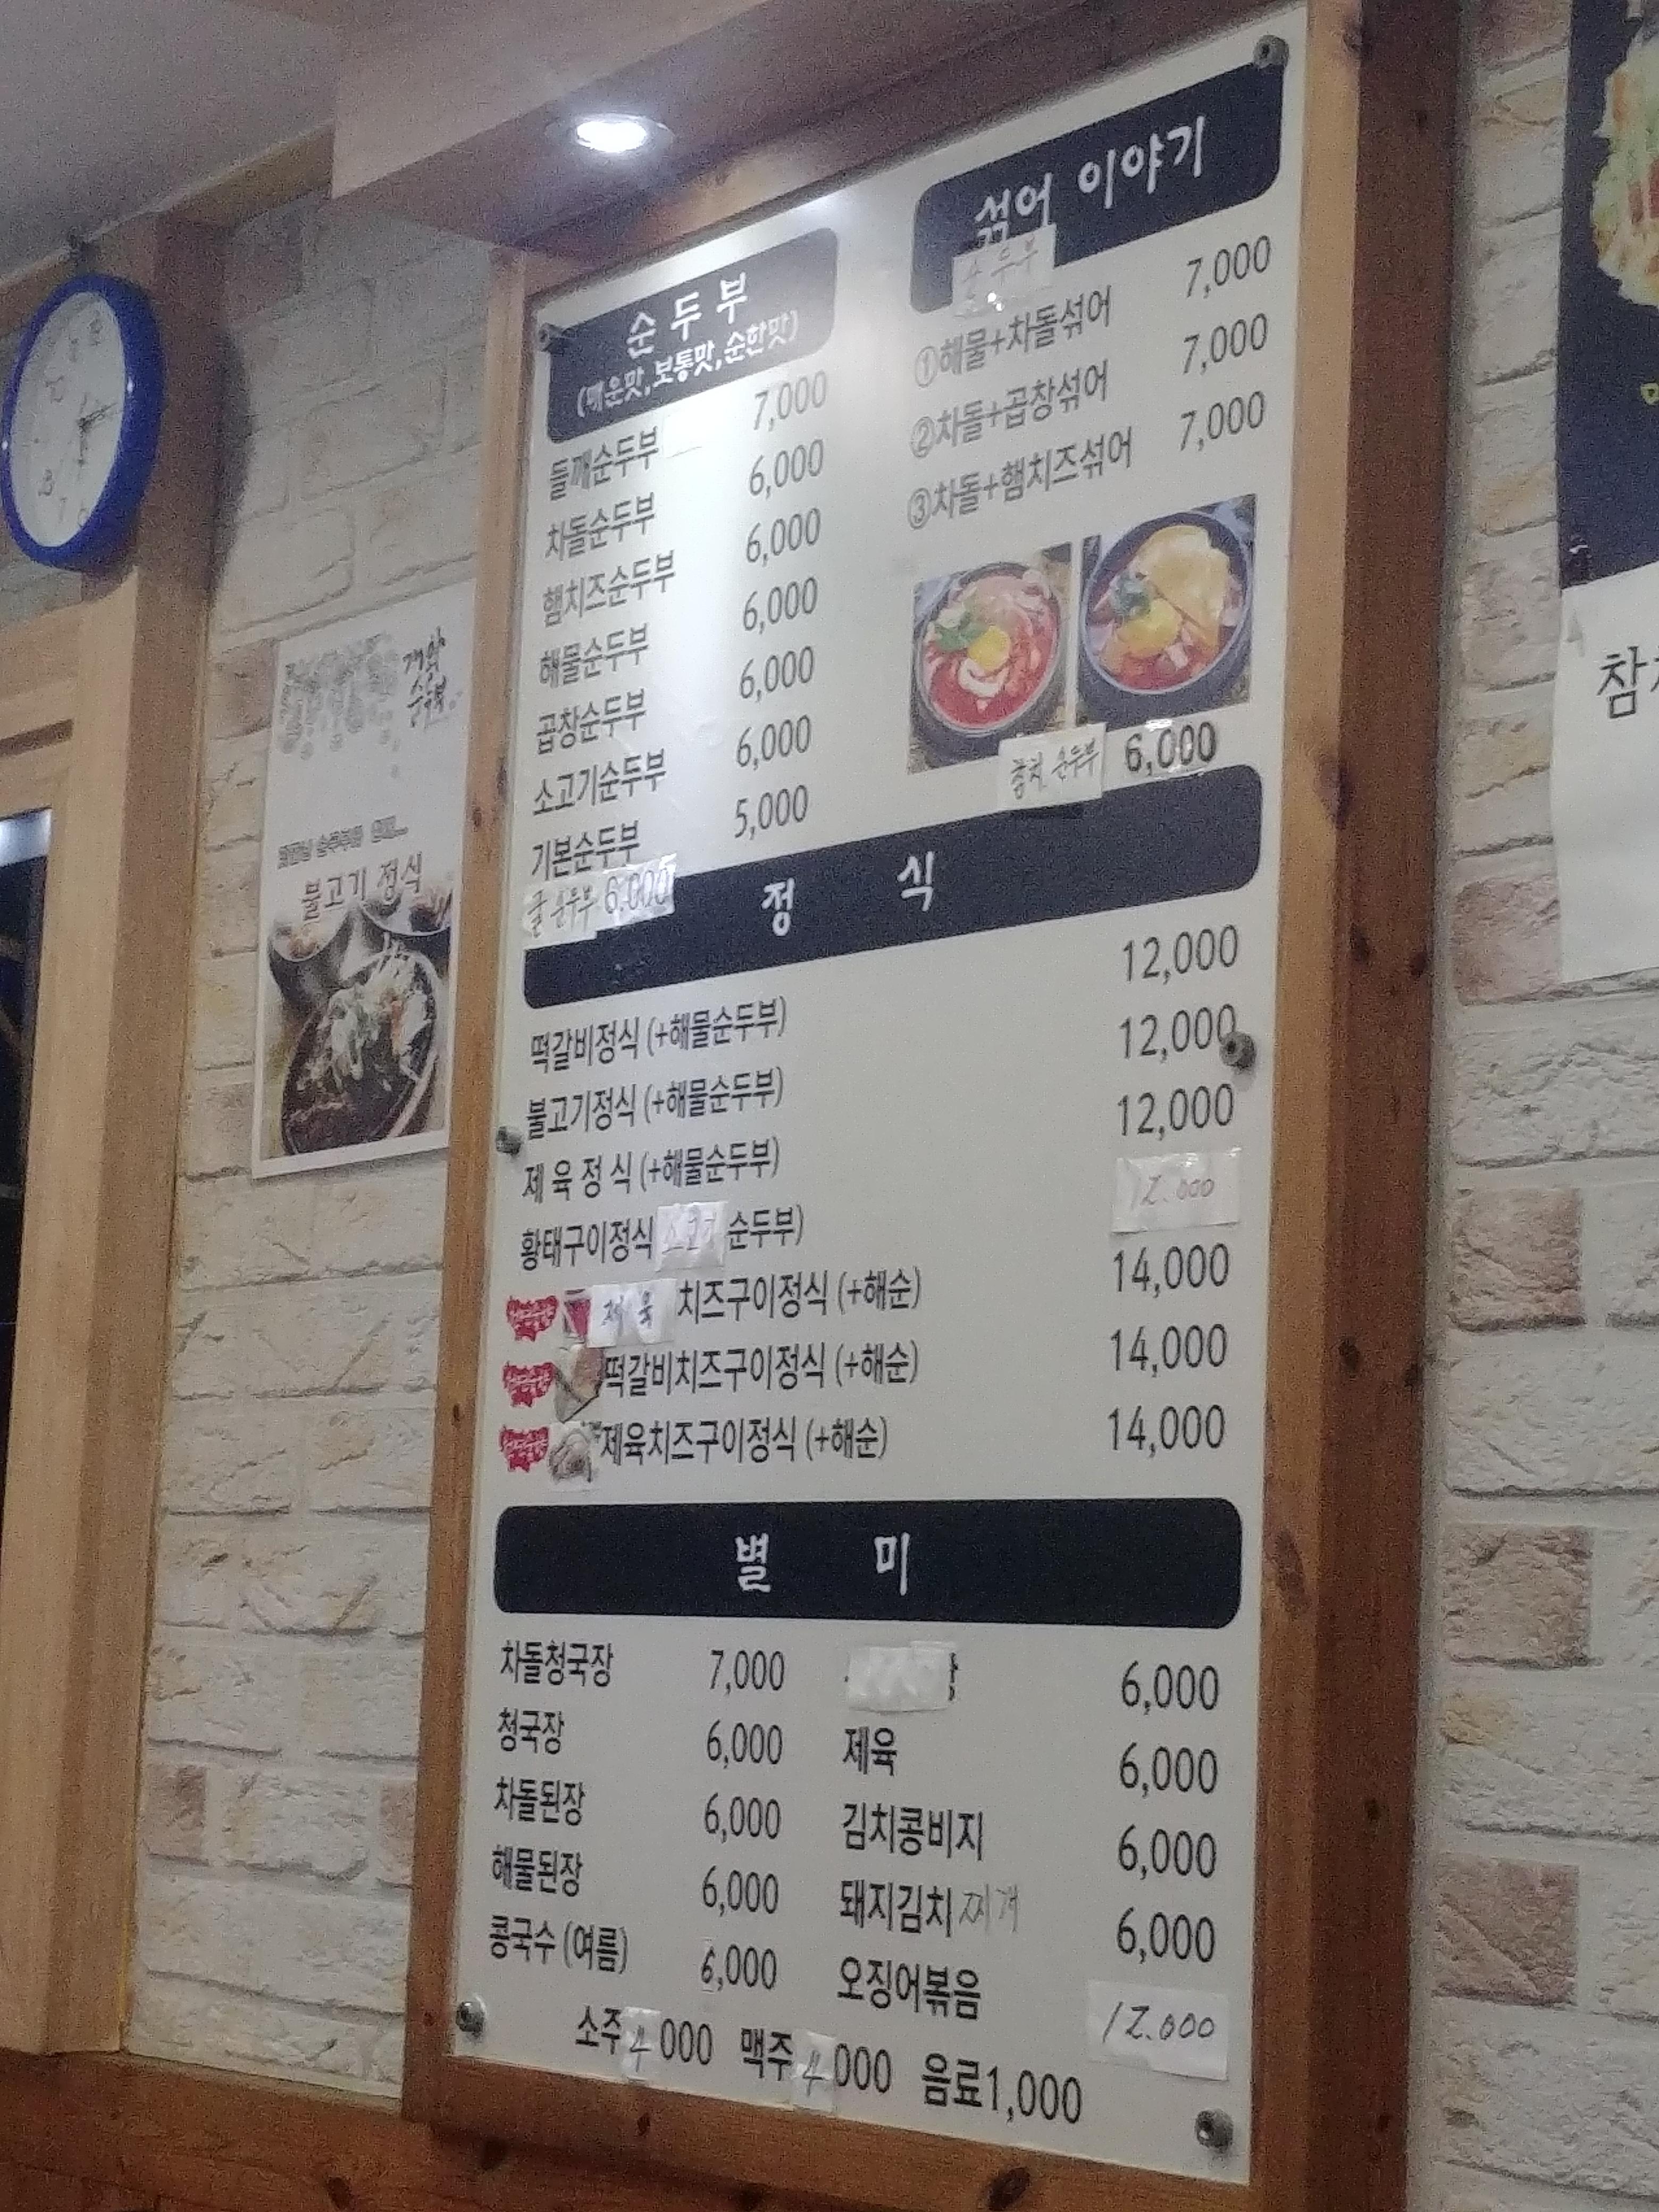 순두부
(매운맛, 보통맛, 순한맛)
들깨순두부 7,000
차돌순두부 6,000
햄치즈순두부 6,000
해물순두부 6,000
곱창순두부 6,000
소고기순두부 6,000
기본순두부 5,000
굴 순두부 6.000
섞어 이야기
순두부
①해물+차돌섞어 7,000
②차돌+곱창섞어 7,000
③차돌+햄치즈섞어 7,000
참치 순두부 6,000
정 식
떡갈비정식 (+해물순두부) 12,000
불고기정식 (+해물순두부) 12,000
제육정식 (+해물순두부) 12,000
황태구이정식 소고기 순두부) 12.000
제육 치즈구이정식 (+해순) 14,000
떡갈비치즈구이정식 (+해순) 14,000
제육치즈구이정식 (+해순) 14,000
별 미
차돌청국장 7,000
청국장 6,000
차돌된장 6,000
해물된장 6,000
콩국수 (여름) 6,000
6,000
제육 6,000
김치콩비지 6,000
돼지김치찌개 6,000
오징어볶음 12.000
소주 4000 맥주 4000 음료1,000
불고기 정식
참